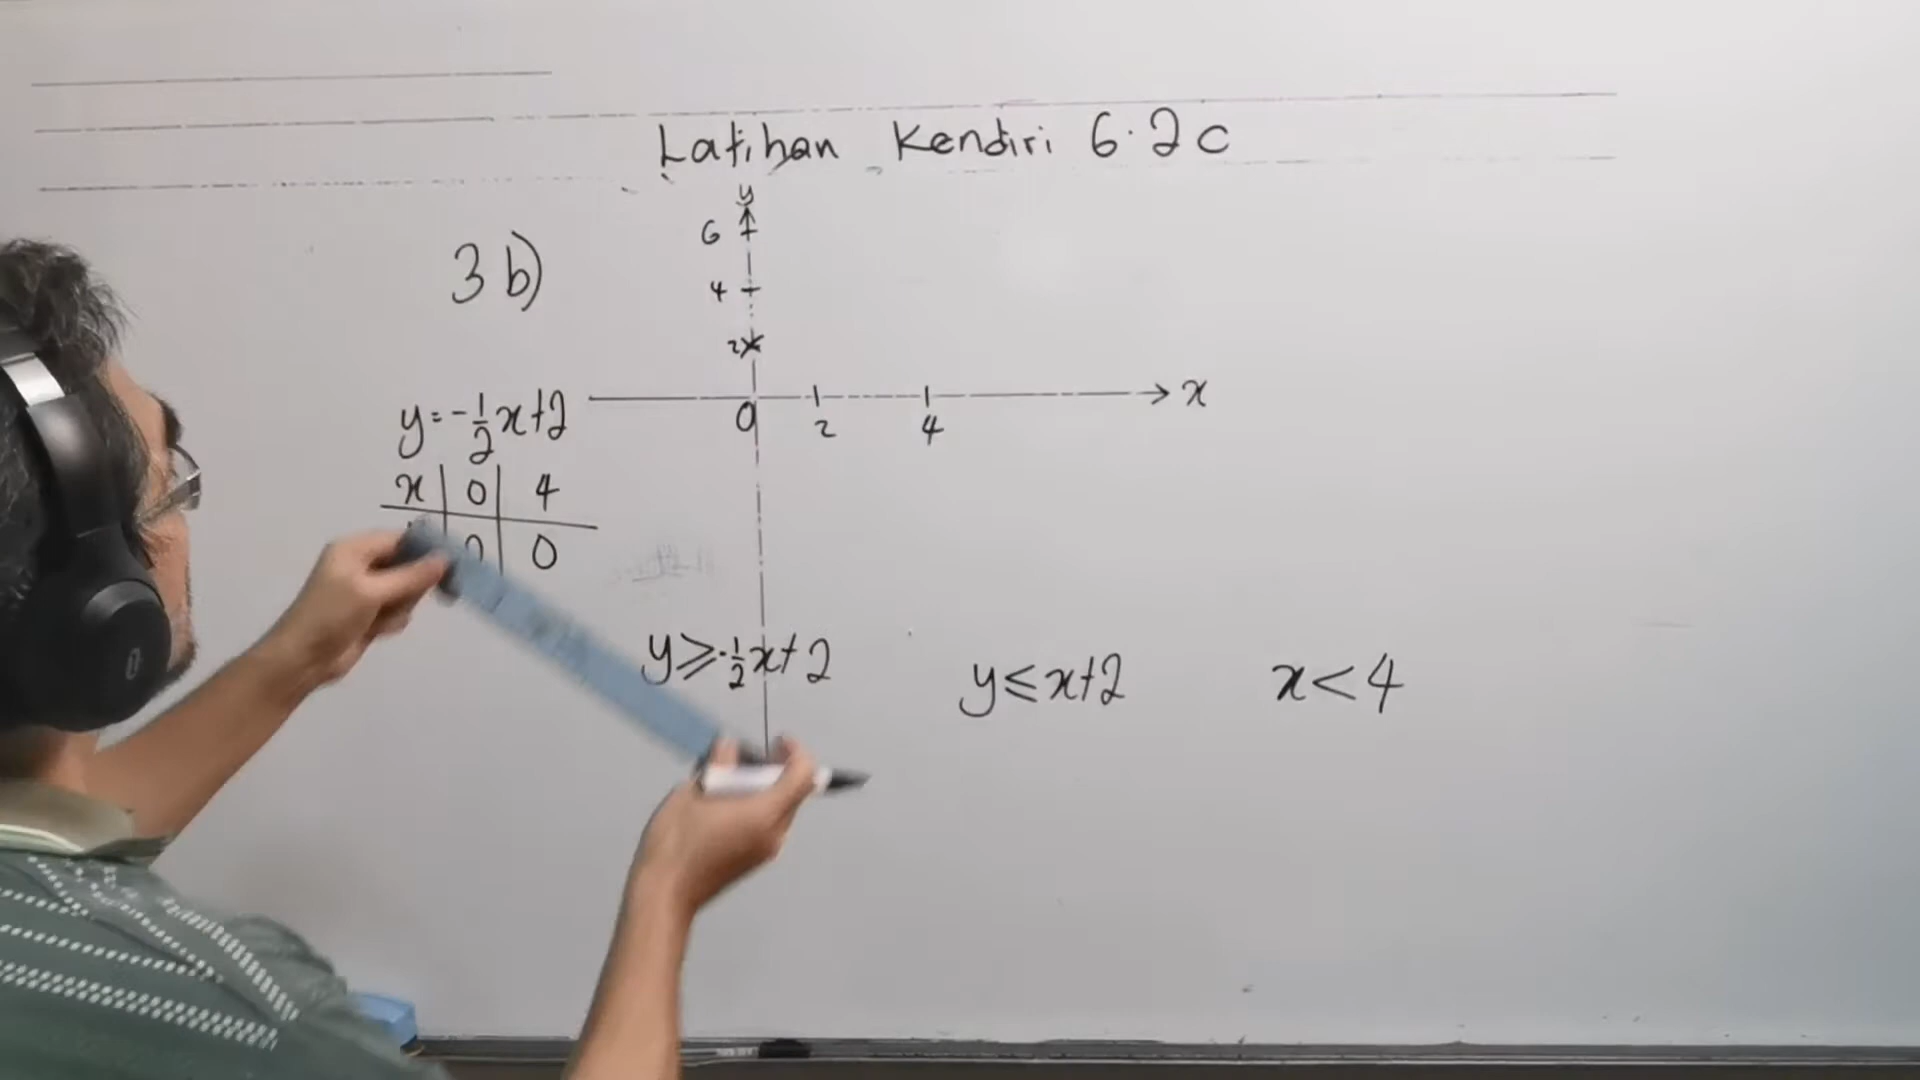 Latihan Kendiri 6.2c
3 b)
y
6
4
2
0 2 4 x
y=-1/2x+2
x | 0 | 4
0
y≥-1/2x+2 y≤x+2 x<4